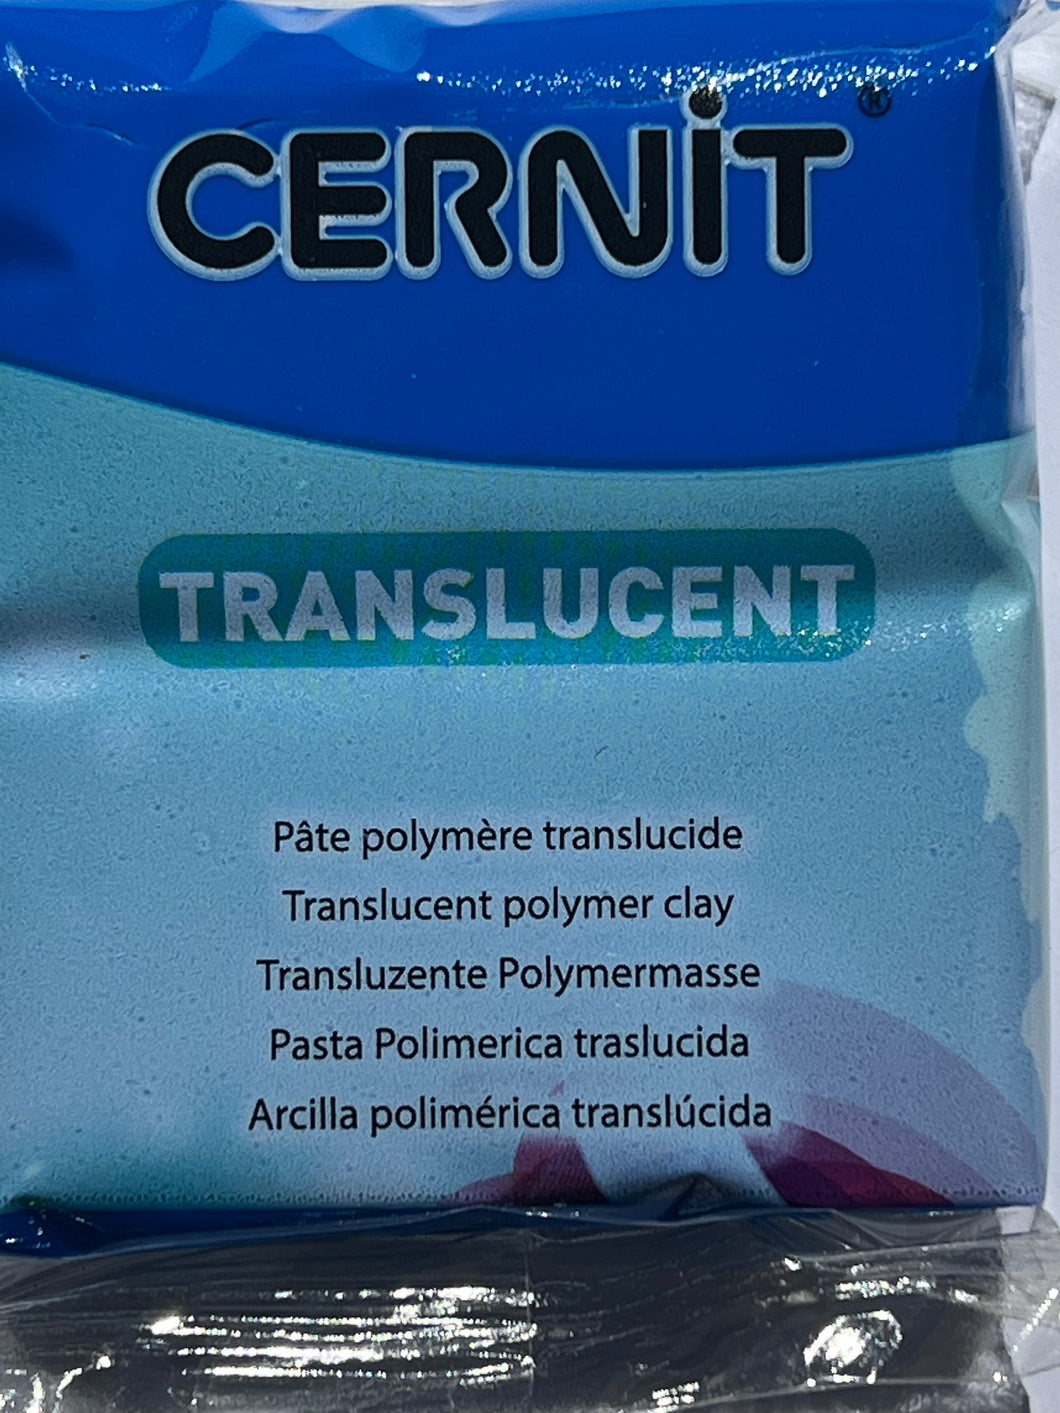 CERNiT®
TRANSLUCENT
Pâte polymère translucide
Translucent polymer clay
Transluzente Polymermasse
Pasta Polimerica traslucida
Arcilla polimérica translúcida